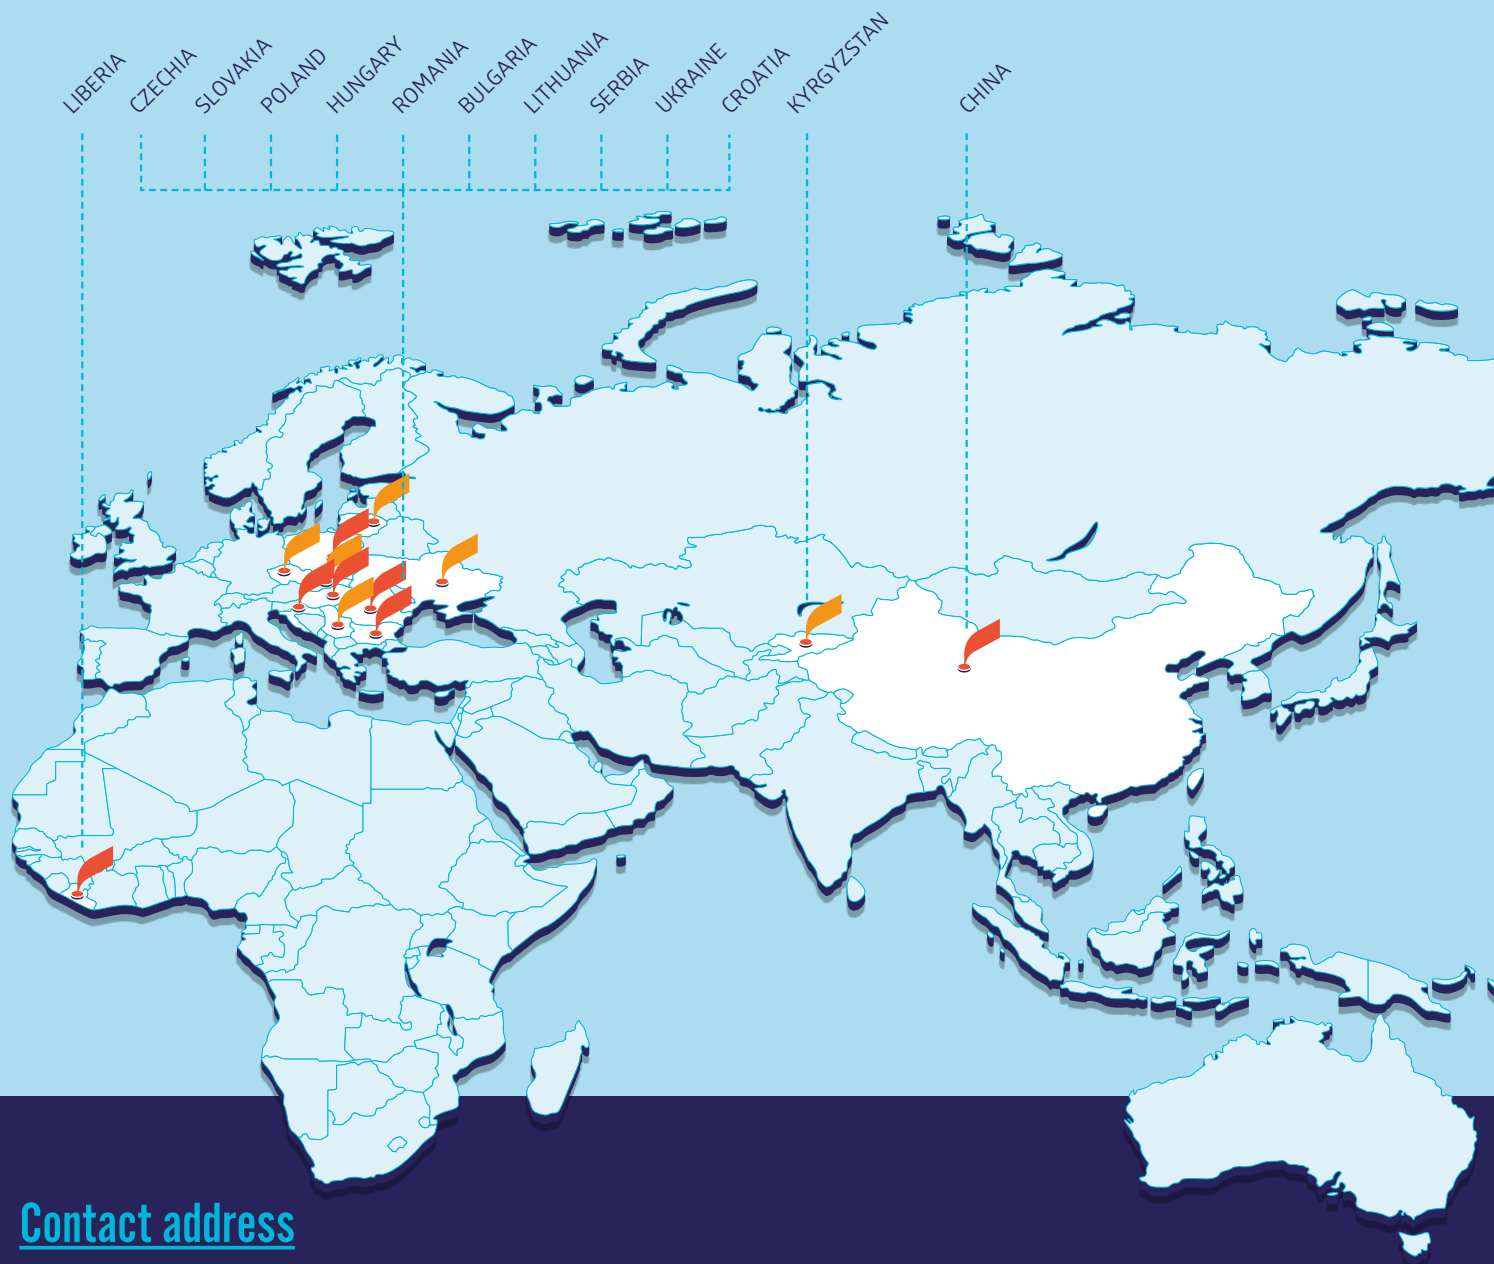 LIBERIA
CZECHIA
SLOVAKIA
POLAND
HUNGARY
ROMANIA
BULGARIA
LITHUANIA
SERBIA
UKRAINE
CROATIA
KYRGYZSTAN
CHINA
Contact address